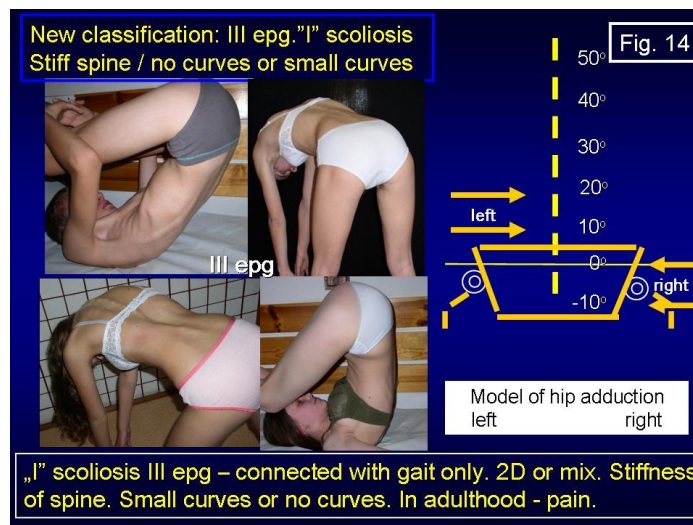 New classification: III epg."I" scoliosis
Stiff spine / no curves or small curves
Fig. 14
50°
40°
30°
20°
left
10°
0°
right
-10°
III epg
Model of hip adduction
left right
„I" scoliosis III epg – connected with gait only. 2D or mix. Stiffness
of spine. Small curves or no curves. In adulthood - pain.